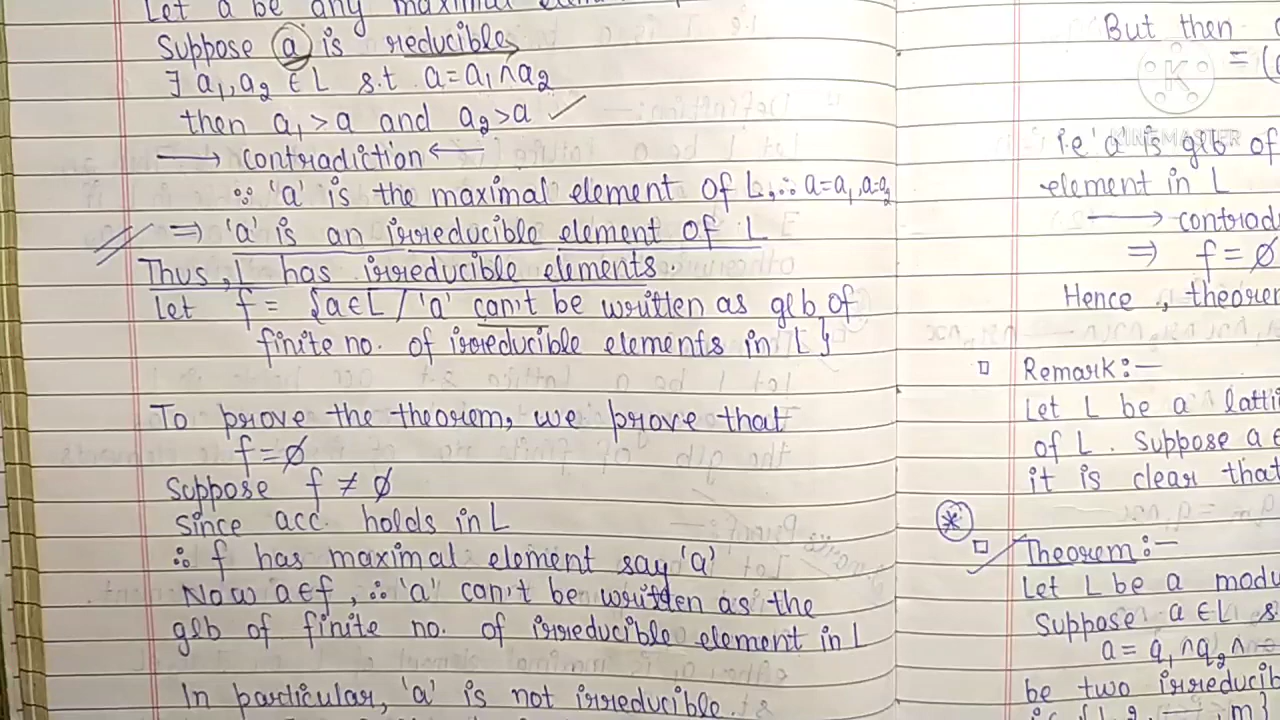 Let a be any maximal
Suppose a is reducible
∃ a₁, a₂ ∈ L s.t. a = a₁ ∧ a₂
then a₁ > a and a₂ > a ✓
⟶ contradiction ⟵
∵ 'a' is the maximal element of L, ∴ a=a₁, a=a₂
⇒ 'a' is an irreducible element of L
Thus, L has irreducible elements.
Let f = {a∈L / 'a' can't be written as glb of
finite no. of irreducible elements in L}
To prove the theorem, we prove that
f = ∅
Suppose f ≠ ∅
Since acc. holds in L
∴ f has maximal element say 'a'
Now a∈f, ∴ 'a' can't be written as the
glb of finite no. of irreducible element in L
In particular, 'a' is not irreducible.
But then
= (
K
KINEMASTER
i.e 'a' is glb of
element in L
⟶ contrad
⇒ f = ∅
Hence, theorem
□ Remark:—
Let L be a latti
of L. Suppose a ∈
it is clear that
*
□ Theorem:—
Let L be a modu
Suppose a ∈ L s
a = q₁ ∧ q₂ ∧ —
be two irreducib
m}